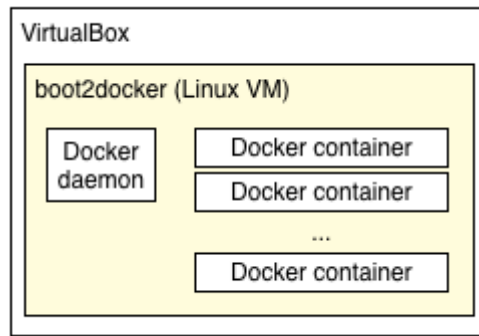 VirtualBox
boot2docker (Linux VM)
Docker
daemon
Docker container
Docker container
...
Docker container